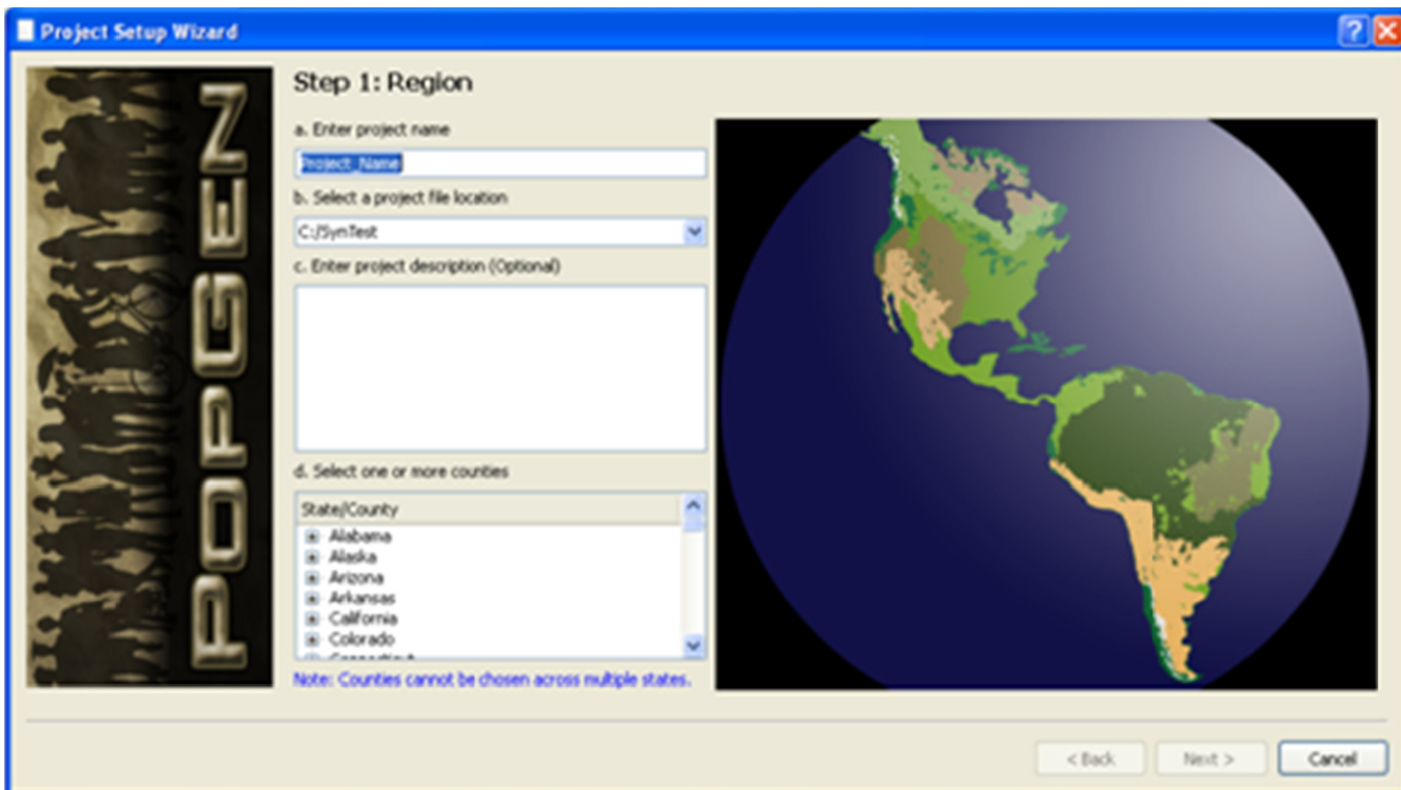 Project Setup Wizard
POPGEN
Step 1: Region
a. Enter project name
Project_Name
b. Select a project file location
C:/SynTest
c. Enter project description (Optional)
d. Select one or more counties
State/County
Alabama
Alaska
Arizona
Arkansas
California
Colorado
Connecticut
Note: Counties cannot be chosen across multiple states.
< Back
Next >
Cancel